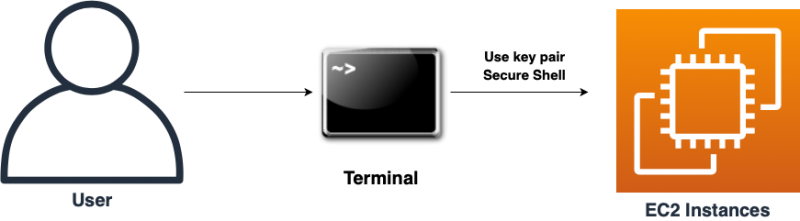 ~>
Use key pair
Secure Shell
User
Terminal
EC2 Instances